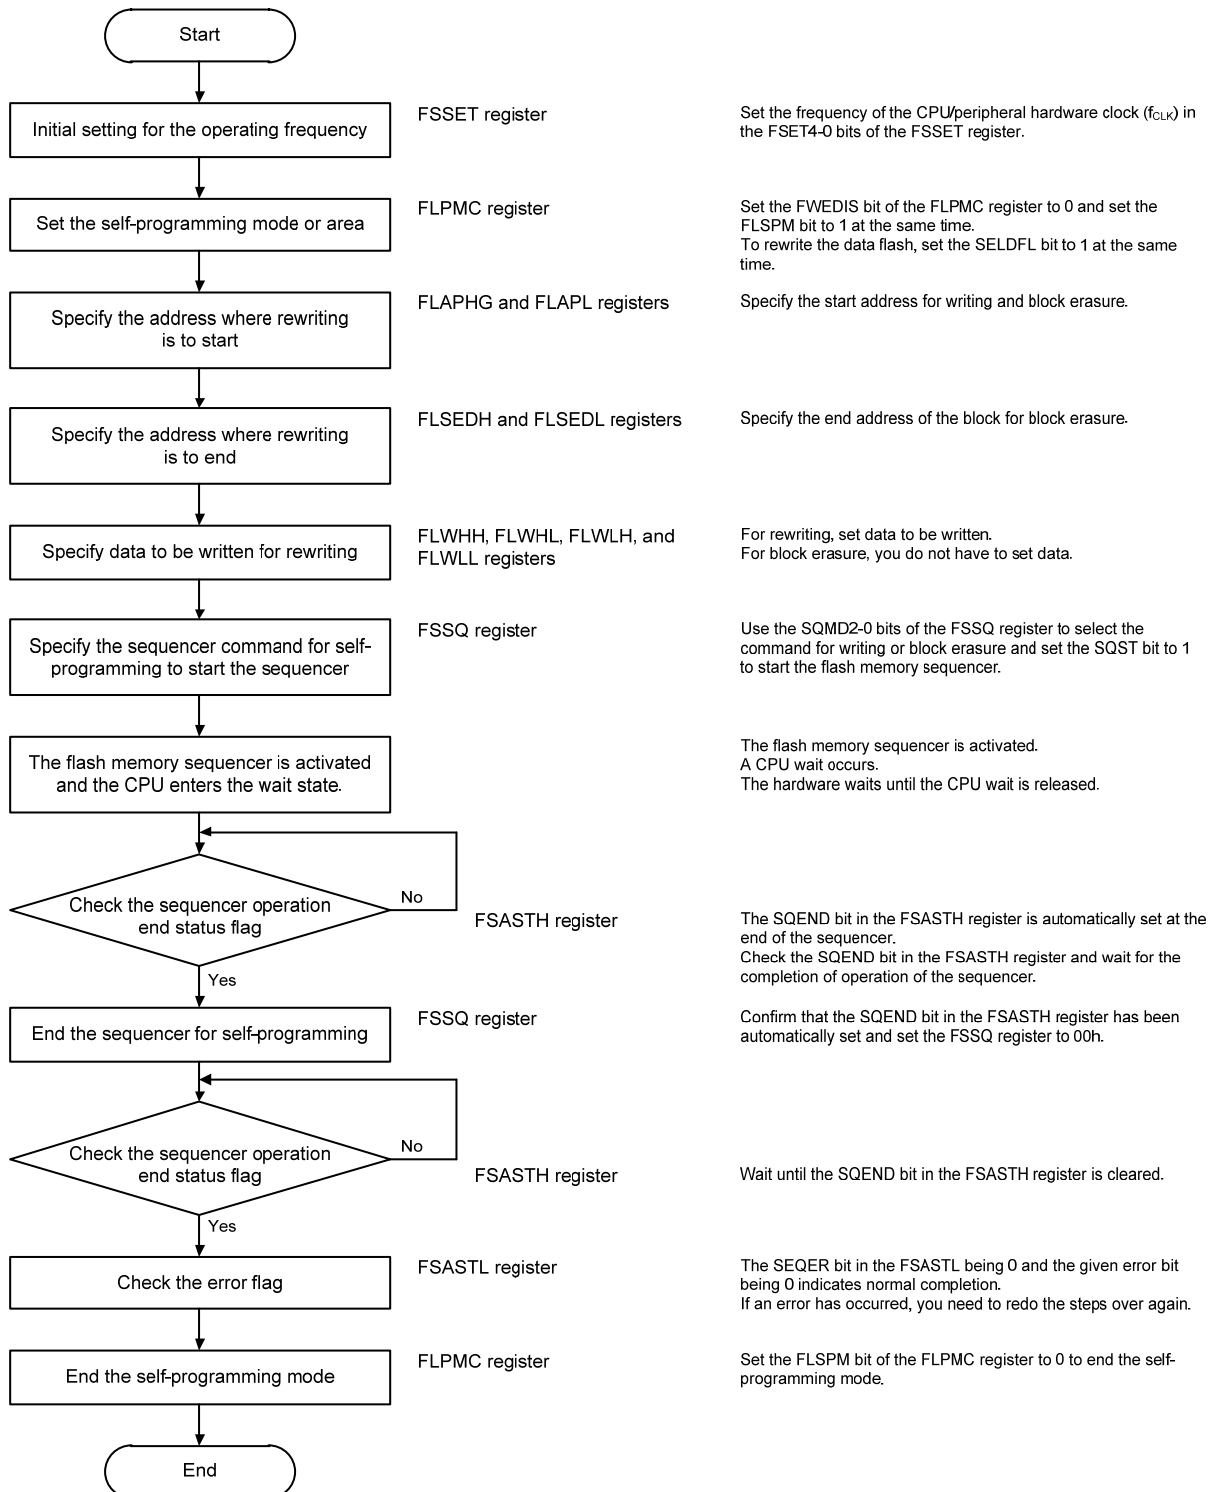 Start
Initial setting for the operating frequency
FSSET register
Set the frequency of the CPU/peripheral hardware clock (fCLK) in
the FSET4-0 bits of the FSSET register.
Set the self-programming mode or area
FLPMC register
Set the FWEDIS bit of the FLPMC register to 0 and set the
FLSPM bit to 1 at the same time.
To rewrite the data flash, set the SELDFL bit to 1 at the same
time.
Specify the address where rewriting
is to start
FLAPHG and FLAPL registers
Specify the start address for writing and block erasure.
Specify the address where rewriting
is to end
FLSEDH and FLSEDL registers
Specify the end address of the block for block erasure.
Specify data to be written for rewriting
FLWHH, FLWHL, FLWLH, and
FLWLL registers
For rewriting, set data to be written.
For block erasure, you do not have to set data.
Specify the sequencer command for self-
programming to start the sequencer
FSSQ register
Use the SQMD2-0 bits of the FSSQ register to select the
command for writing or block erasure and set the SQST bit to 1
to start the flash memory sequencer.
The flash memory sequencer is activated
and the CPU enters the wait state.
The flash memory sequencer is activated.
A CPU wait occurs.
The hardware waits until the CPU wait is released.
Check the sequencer operation
end status flag
No
Yes
FSASTH register
The SQEND bit in the FSASTH register is automatically set at the
end of the sequencer.
Check the SQEND bit in the FSASTH register and wait for the
completion of operation of the sequencer.
End the sequencer for self-programming
FSSQ register
Confirm that the SQEND bit in the FSASTH register has been
automatically set and set the FSSQ register to 00h.
Check the sequencer operation
end status flag
No
Yes
FSASTH register
Wait until the SQEND bit in the FSASTH register is cleared.
Check the error flag
FSASTL register
The SEQER bit in the FSASTL being 0 and the given error bit
being 0 indicates normal completion.
If an error has occurred, you need to redo the steps over again.
End the self-programming mode
FLPMC register
Set the FLSPM bit of the FLPMC register to 0 to end the self-
programming mode.
End